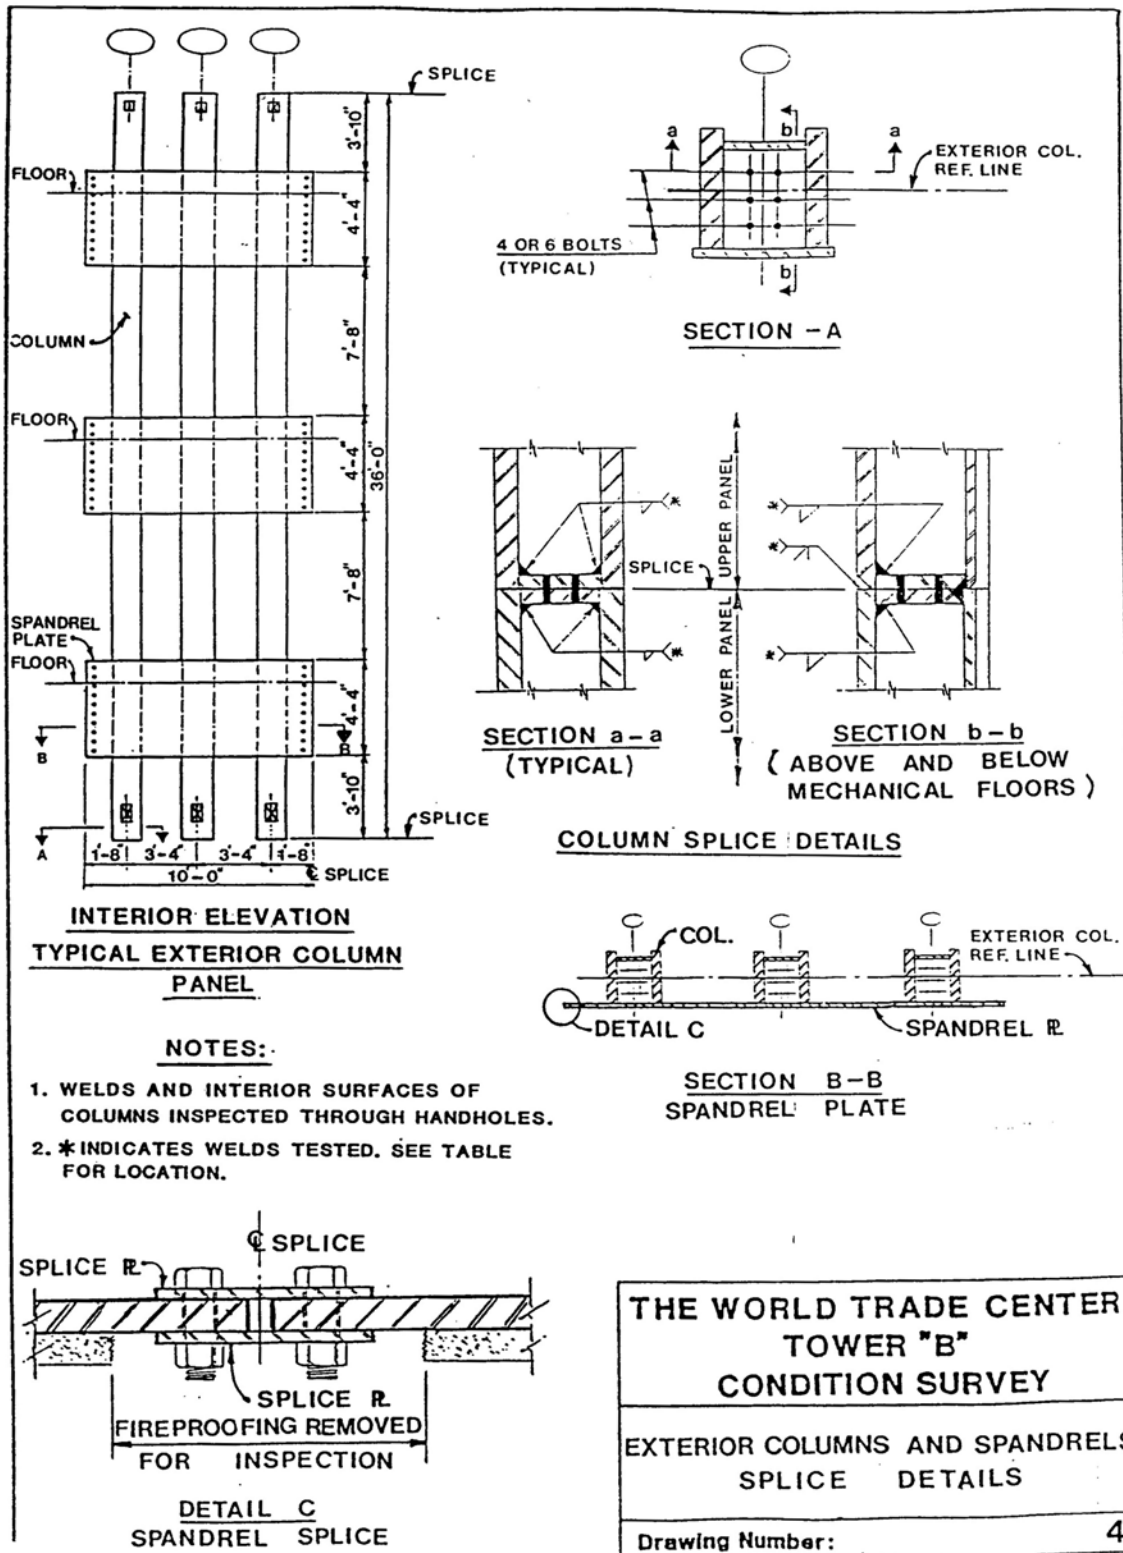 SPLICE
3'-10"
FLOOR
4'-4"
COLUMN
7'-8"
FLOOR
4'-4"
36'-0"
7'-8"
SPANDREL
PLATE
FLOOR
4'-4"
B
B
3'-10"
SPLICE
A
1'-8" 3'-4" 3'-4" 1'-8"
10'-0"
℄ SPLICE
INTERIOR ELEVATION
TYPICAL EXTERIOR COLUMN
PANEL
b
a
a
EXTERIOR COL.
REF. LINE
4 OR 6 BOLTS
(TYPICAL)
b
SECTION - A
UPPER PANEL
*
*
*
SPLICE
LOWER PANEL
*
*
SECTION a-a
(TYPICAL)
SECTION b-b
( ABOVE AND BELOW
MECHANICAL FLOORS )
COLUMN SPLICE DETAILS
COL.
EXTERIOR COL.
REF. LINE
DETAIL C
SPANDREL PL
SECTION B-B
SPANDREL PLATE
NOTES:
1. WELDS AND INTERIOR SURFACES OF
COLUMNS INSPECTED THROUGH HANDHOLES.
2. * INDICATES WELDS TESTED. SEE TABLE
FOR LOCATION.
℄ SPLICE
SPLICE PL
SPLICE PL
FIREPROOFING REMOVED
FOR INSPECTION
DETAIL C
SPANDREL SPLICE
THE WORLD TRADE CENTER
TOWER "B"
CONDITION SURVEY
EXTERIOR COLUMNS AND SPANDRELS
SPLICE DETAILS
Drawing Number: 4